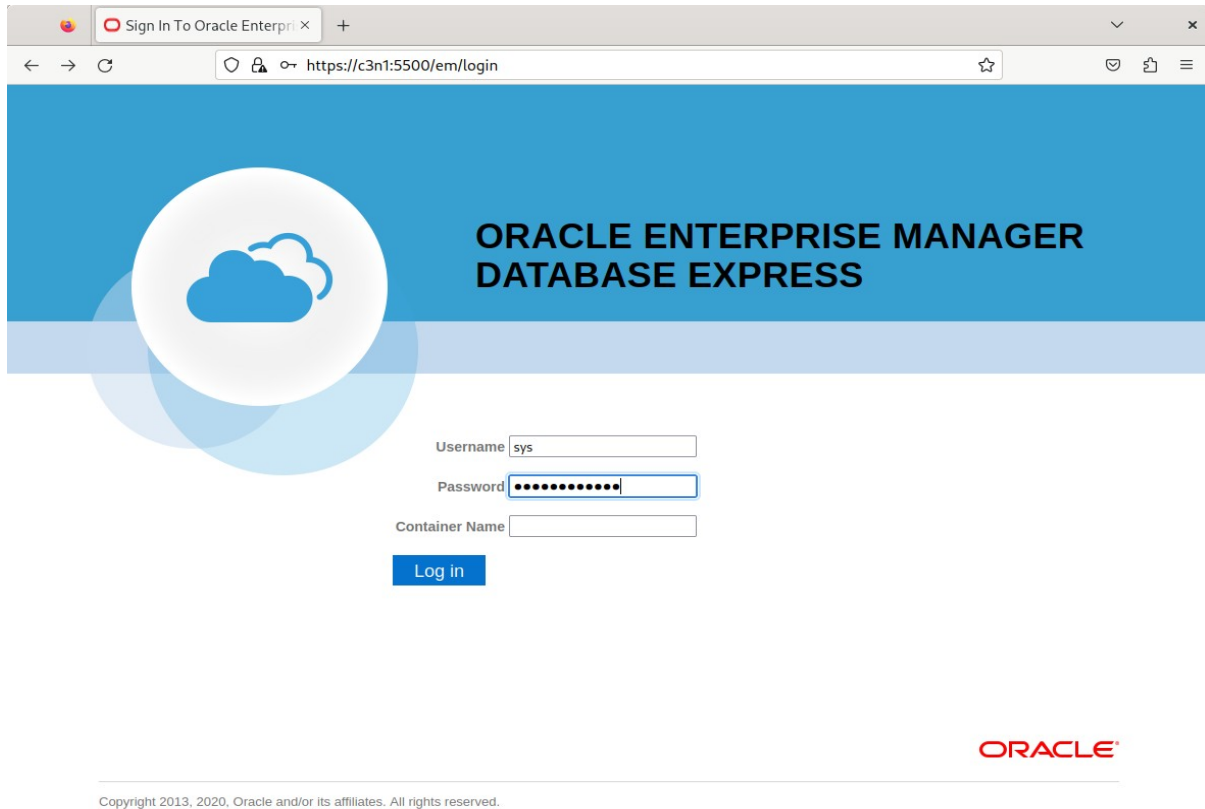 Sign In To Oracle Enterpri
https://c3n1:5500/em/login
ORACLE ENTERPRISE MANAGER
DATABASE EXPRESS
Username sys
Password ••••••••••••
Container Name
Log in
ORACLE
Copyright 2013, 2020, Oracle and/or its affiliates. All rights reserved.